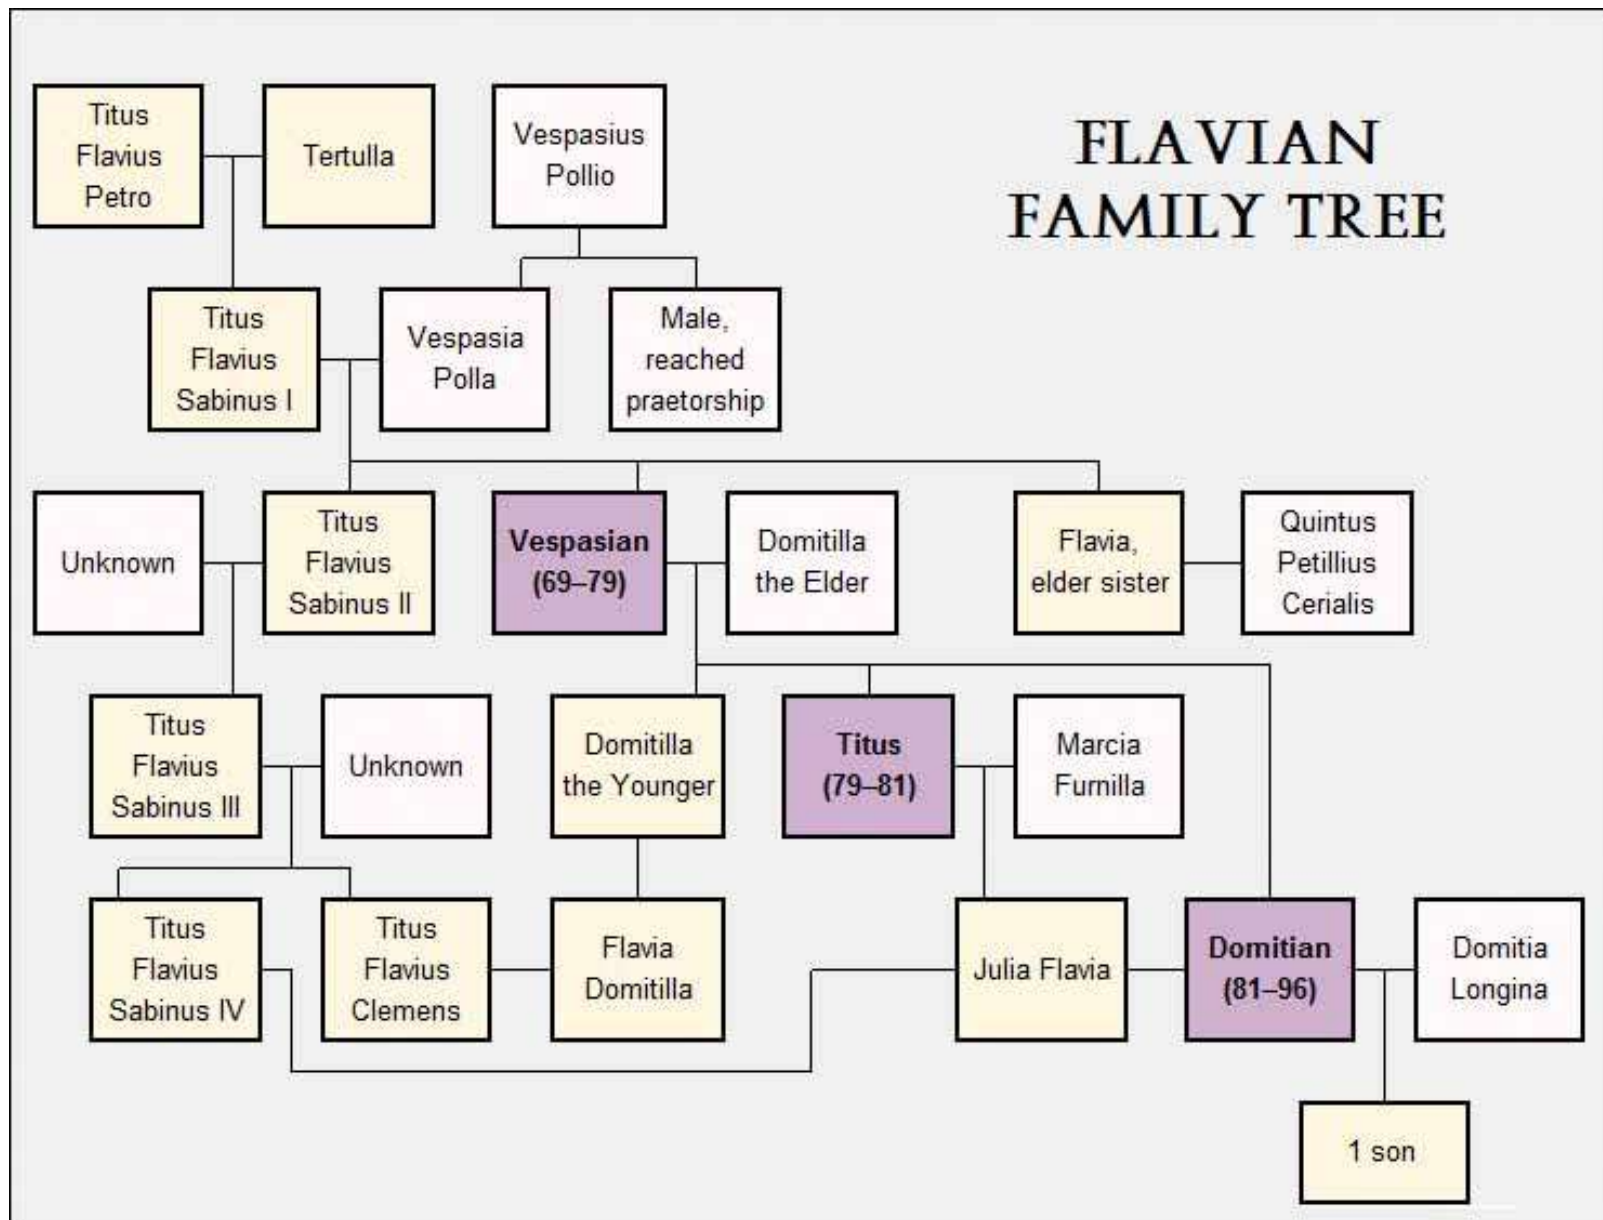 FLAVIAN
FAMILY TREE
Titus
Flavius
Petro
Tertulla
Vespasius
Pollio
Titus
Flavius
Sabinus I
Vespasia
Polla
Male,
reached
praetorship
Unknown
Titus
Flavius
Sabinus II
Vespasian
(69–79)
Domitilla
the Elder
Flavia,
elder sister
Quintus
Petillius
Cerialis
Titus
Flavius
Sabinus III
Unknown
Domitilla
the Younger
Titus
(79–81)
Marcia
Furnilla
Titus
Flavius
Sabinus IV
Titus
Flavius
Clemens
Flavia
Domitilla
Julia Flavia
Domitian
(81–96)
Domitia
Longina
1 son